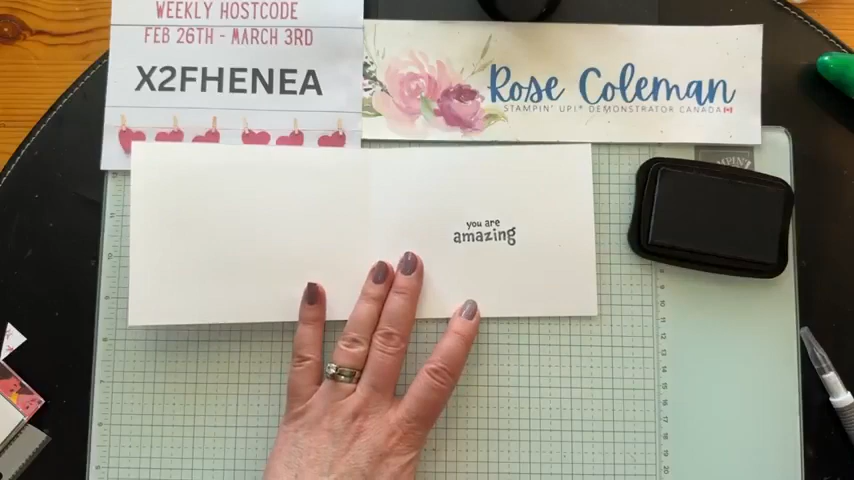 WEEKLY HOSTCODE
FEB 26TH - MARCH 3RD
X2FHENEA
Rose Coleman
STAMPIN' UP!® DEMONSTRATOR CANADA
you are
amazing